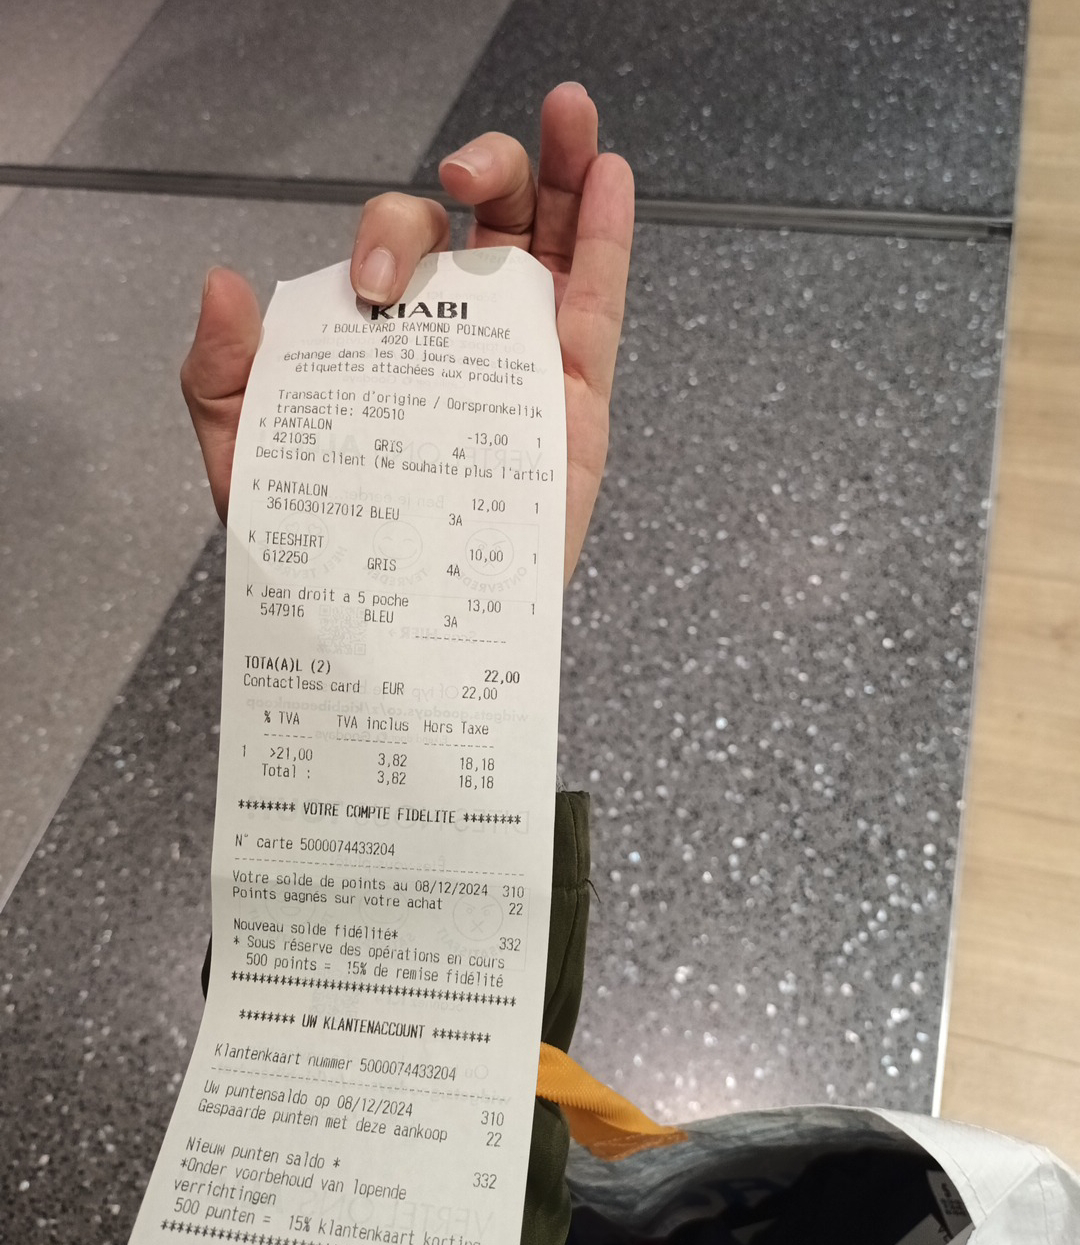 KIABI
7 BOULEVARD RAYMOND POINCARÉ
4020 LIEGE
échange dans les 30 jours avec ticket
étiquettes attachées aux produits
Transaction d'origine / Oorspronkelijk
transactie: 420510
K PANTALON -13,00 1
421035 GRIS 4A
Decision client (Ne souhaite plus l'articl
K PANTALON 12,00 1
3616030127012 BLEU 3A
K TEESHIRT 10,00 1
612250 GRIS 4A
K Jean droit a 5 poche 13,00 1
547916 BLEU 3A
TOTA(A)L (2) 22,00
Contactless card EUR 22,00
% TVA TVA inclus Hors Taxe
1 >21,00 3,82 18,18
Total : 3,82 18,18
******** VOTRE COMPTE FIDELITE ********
N° carte 5000074433204
Votre solde de points au 08/12/2024 310
Points gagnés sur votre achat 22
Nouveau solde fidélité* 332
* Sous réserve des opérations en cours
500 points = 15% de remise fidélité
******** UW KLANTENACCOUNT ********
Klantenkaart nummer 5000074433204
Uw puntensaldo op 08/12/2024 310
Gespaarde punten met deze aankoop 22
Nieuw punten saldo * 332
*Onder voorbehoud van lopende
verrichtingen
500 punten = 15% klantenkaart korting